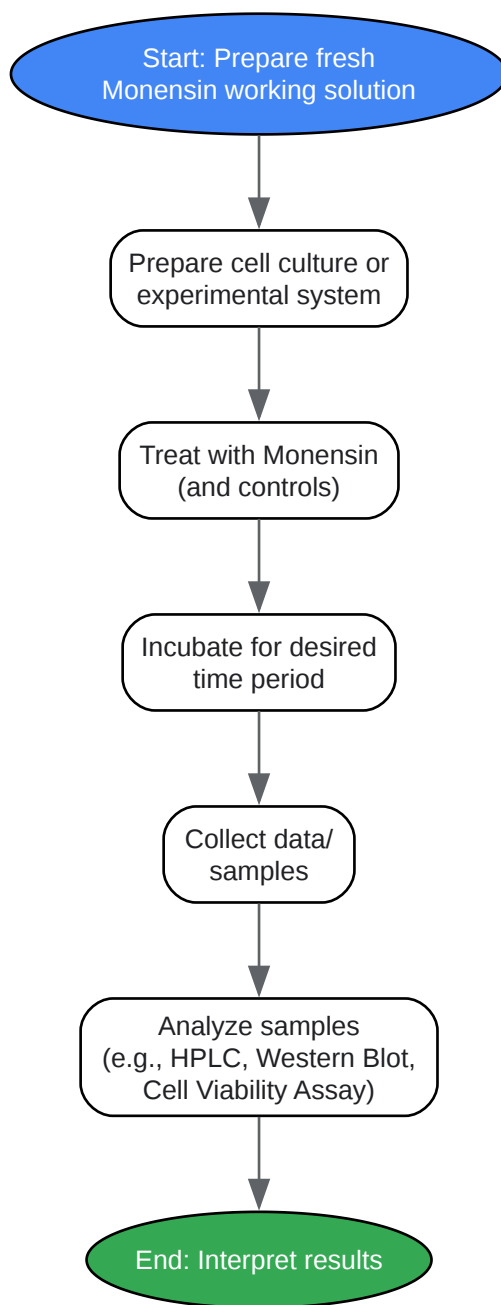 Start: Prepare fresh
Monensin working solution
Prepare cell culture or
experimental system
Treat with Monensin
(and controls)
Incubate for desired
time period
Collect data/
samples
Analyze samples
(e.g., HPLC, Western Blot,
Cell Viability Assay)
End: Interpret results